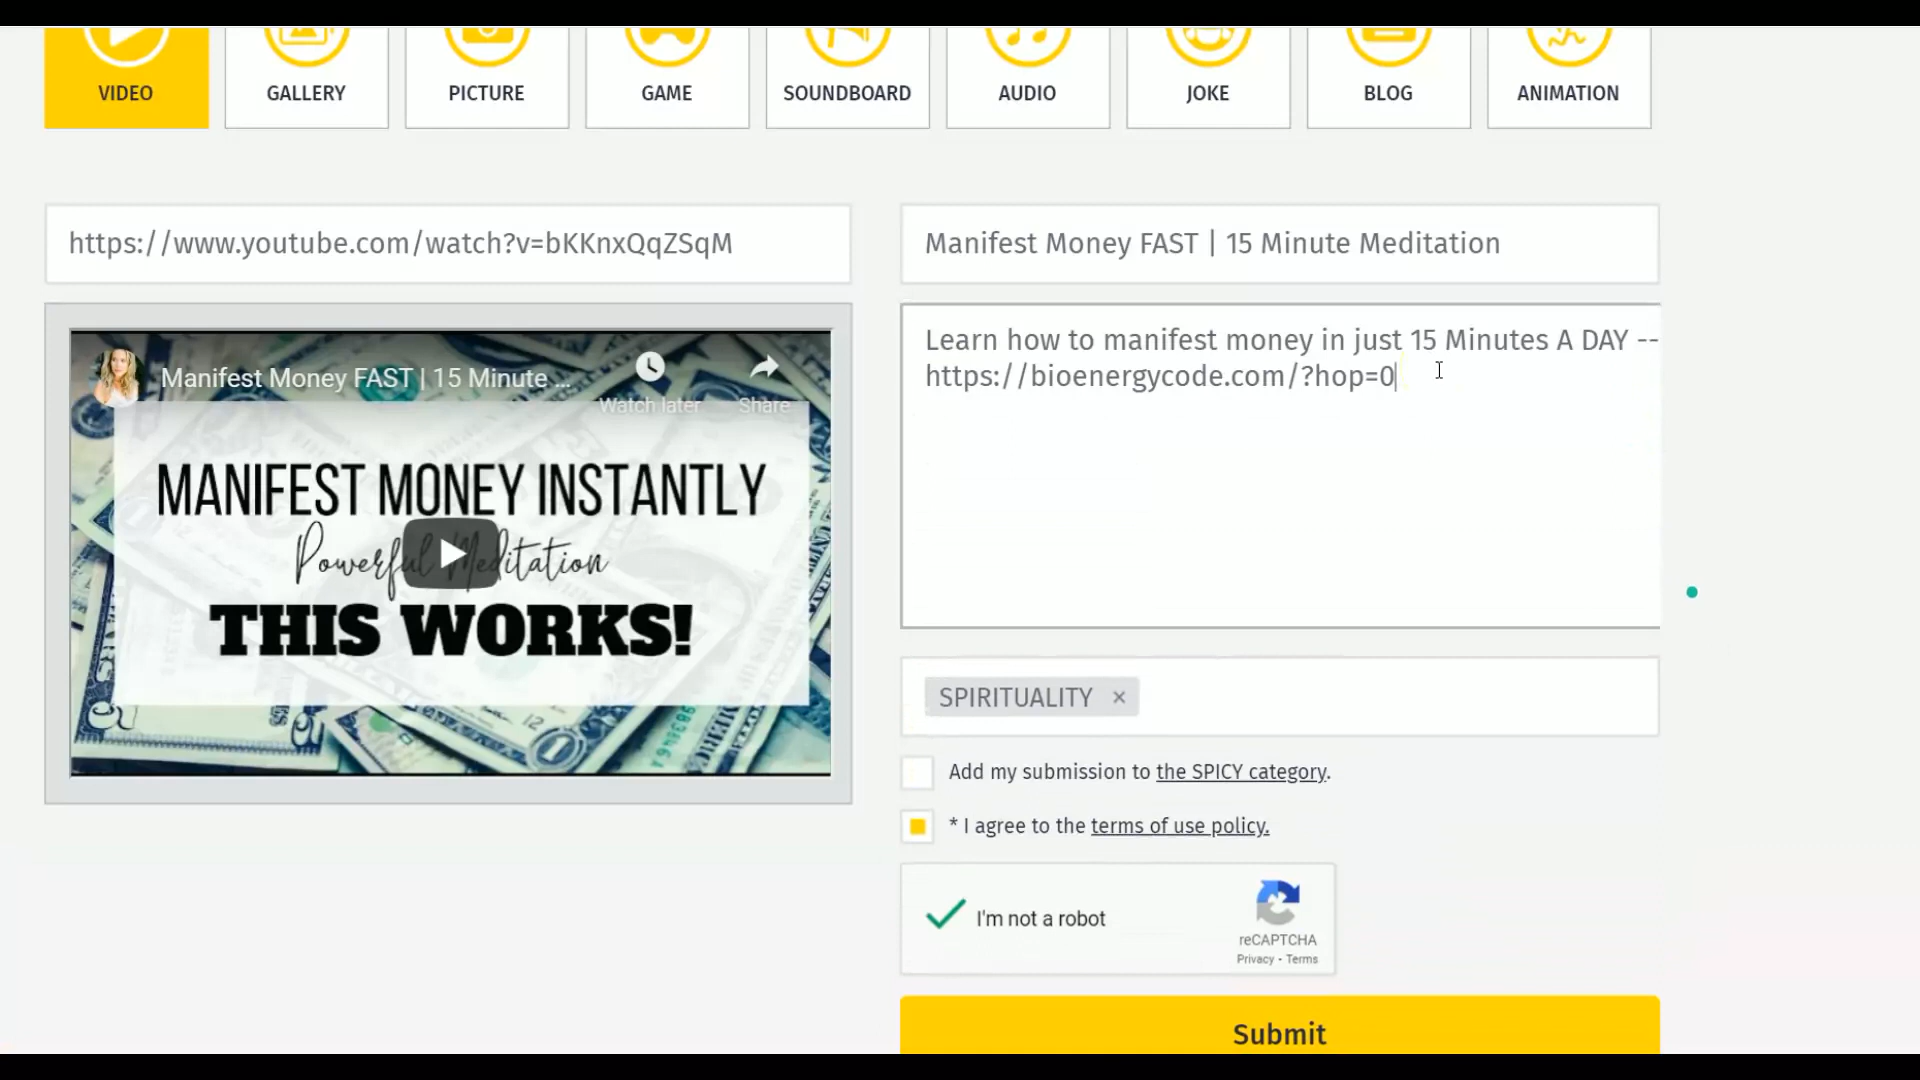 VIDEO
GALLERY
PICTURE
GAME
SOUNDBOARD
AUDIO
JOKE
BLOG
ANIMATION
https://www.youtube.com/watch?v=bKKnxQqZSqM
Manifest Money FAST | 15 Minute Meditation
Manifest Money FAST | 15 Minute ...
Watch later
Share
MANIFEST MONEY INSTANTLY
Powerful Meditation
THIS WORKS!
Learn how to manifest money in just 15 Minutes A DAY --
https://bioenergycode.com/?hop=0
SPIRITUALITY ×
Add my submission to the SPICY category.
* I agree to the terms of use policy.
I'm not a robot
reCAPTCHA
Privacy - Terms
Submit